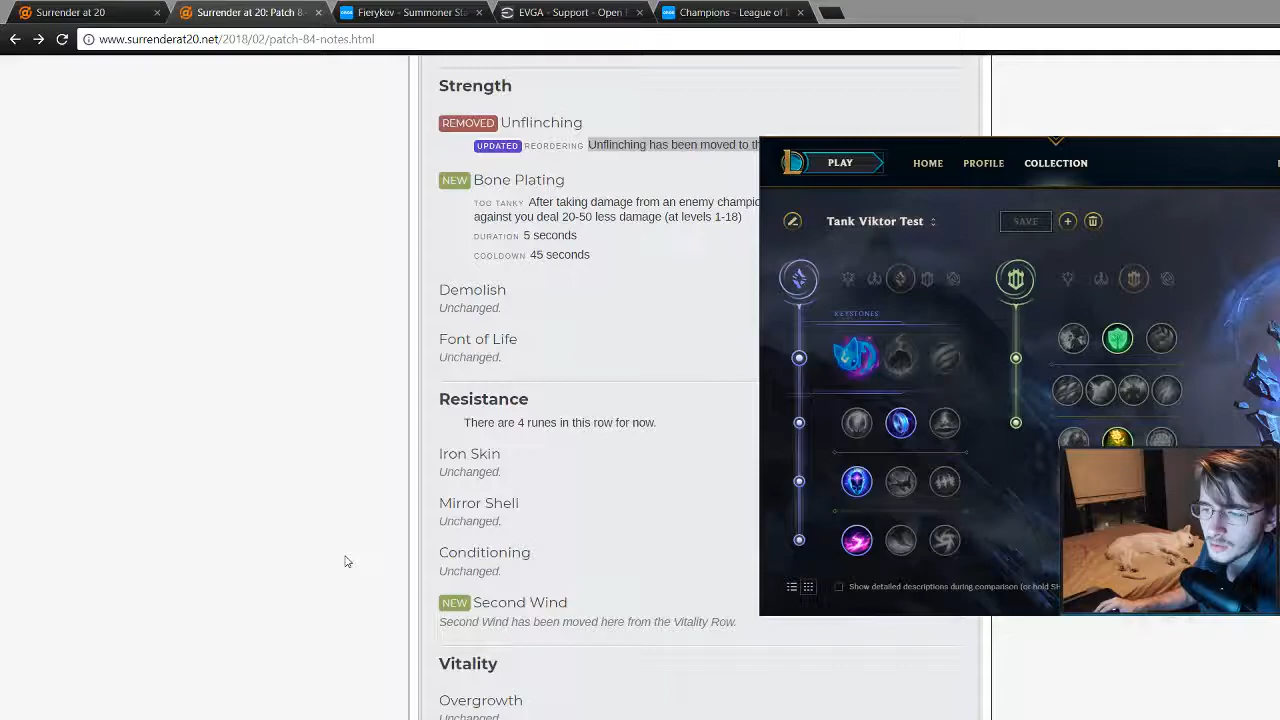 Surrender at 20
Surrender at 20: Patch 8.
Fierykev - Summoner Sta
EVGA - Support - Open
Champions - League of L
www.surrenderat20.net/2018/02/patch-84-notes.html
Strength
REMOVED Unflinching
UPDATED REORDERING Unflinching has been moved to th
NEW Bone Plating
TOO TANKY After taking damage from an enemy champio
against you deal 20-50 less damage (at levels 1-18)
DURATION 5 seconds
COOLDOWN 45 seconds
Demolish
Unchanged.
Font of Life
Unchanged.
Resistance
There are 4 runes in this row for now.
Iron Skin
Unchanged.
Mirror Shell
Unchanged.
Conditioning
Unchanged.
NEW Second Wind
Second Wind has been moved here from the Vitality Row.
Vitality
Overgrowth
Unchanged
PLAY
HOME
PROFILE
COLLECTION
Tank Viktor Test
SAVE
KEYSTONES
Show detailed descriptions during comparison (or hold SH